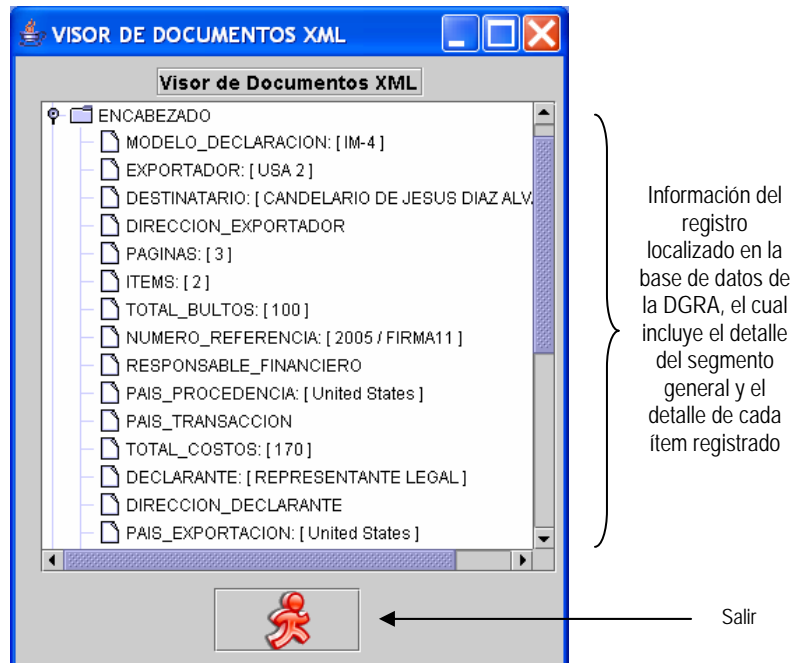 VISOR DE DOCUMENTOS XML
Visor de Documentos XML
ENCABEZADO
MODELO_DECLARACION: [ IM-4 ]
EXPORTADOR: [ USA 2 ]
DESTINATARIO: [ CANDELARIO DE JESUS DIAZ ALV
DIRECCION_EXPORTADOR
PAGINAS: [ 3 ]
ITEMS: [ 2 ]
TOTAL_BULTOS: [ 100 ]
NUMERO_REFERENCIA: [ 2005 / FIRMA11 ]
RESPONSABLE_FINANCIERO
PAIS_PROCEDENCIA: [ United States ]
PAIS_TRANSACCION
TOTAL_COSTOS: [ 170 ]
DECLARANTE: [ REPRESENTANTE LEGAL ]
DIRECCION_DECLARANTE
PAIS_EXPORTACION: [ United States ]
Información del
registro
localizado en la
base de datos de
la DGRA, el cual
incluye el detalle
del segmento
general y el
detalle de cada
ítem registrado
Salir